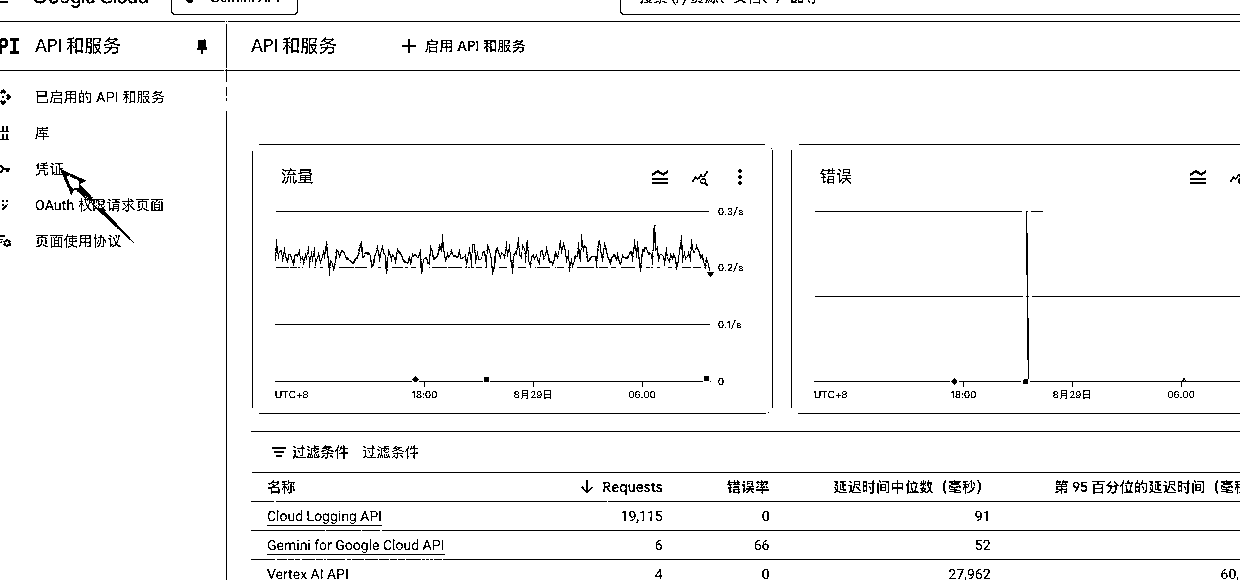 Google Cloud
Gemini API
API 和服务
API 和服务
启用 API 和服务
已启用的 API 和服务
库
凭证
OAuth 权限请求页面
页面使用协议
流量
0.3/s
0.2/s
0.1/s
0
UTC+8
18:00
8月29日
06:00
错误
UTC+8
18:00
8月29日
06:00
过滤条件 过滤条件
名称 Requests 错误率 延迟时间中位数（毫秒） 第 95 百分位的延迟时间（毫秒
Cloud Logging API 19,115 0 91
Gemini for Google Cloud API 6 66 52
Vertex AI API 4 0 27,962 60,